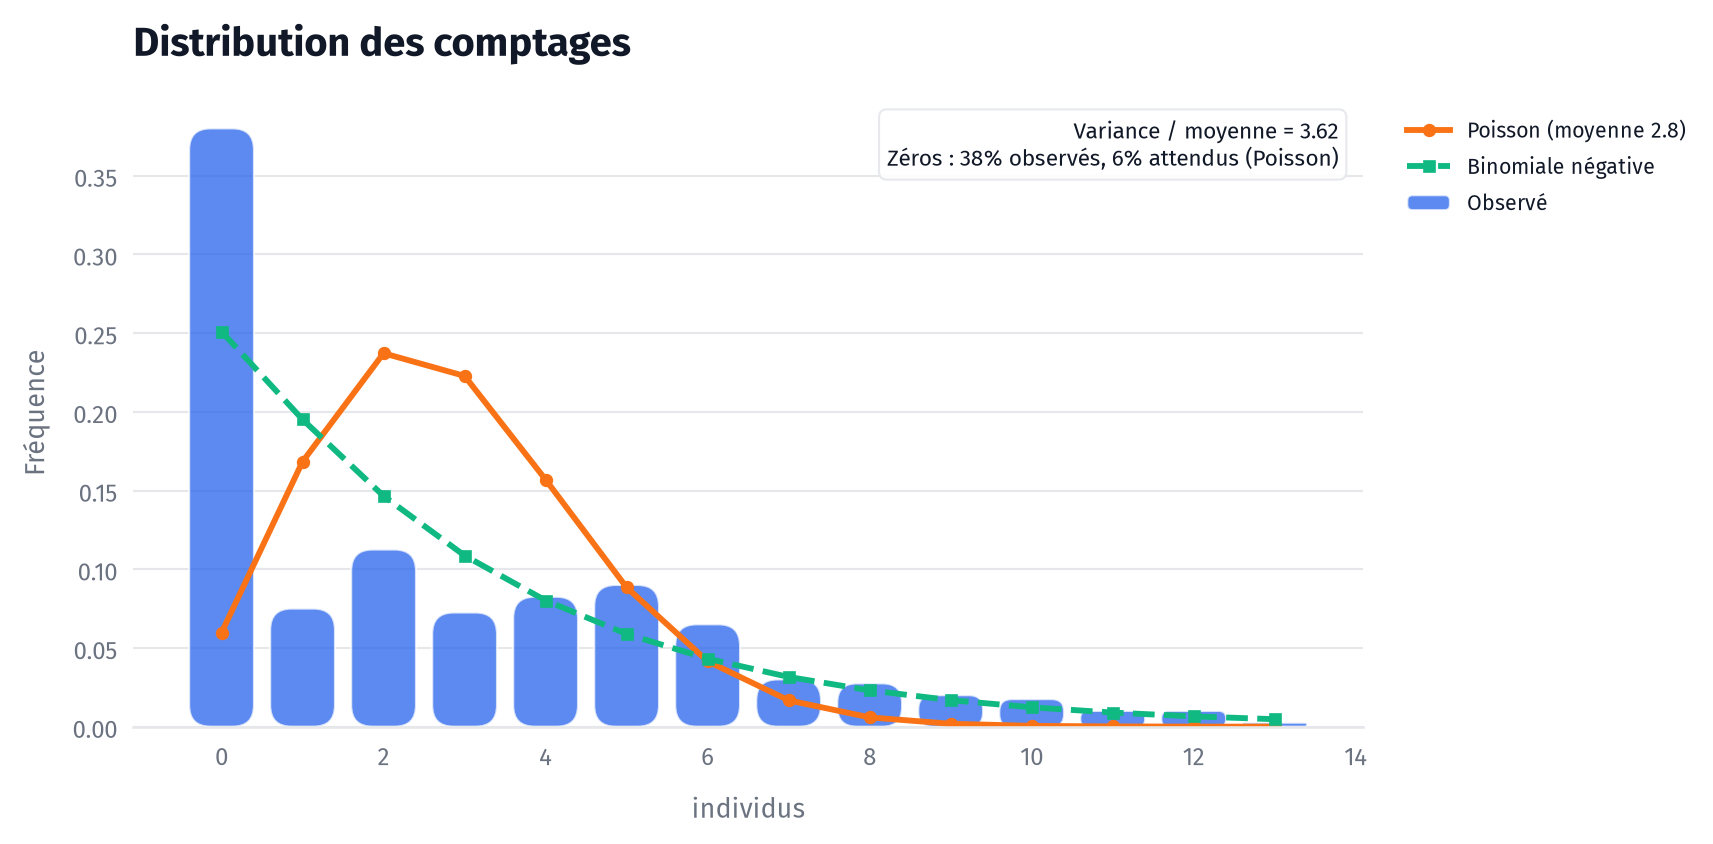 Distribution des comptages
Variance / moyenne = 3.62
Zéros : 38% observés, 6% attendus (Poisson)
Poisson (moyenne 2.8)
Binomiale négative
Observé
Fréquence
0.35
0.30
0.25
0.20
0.15
0.10
0.05
0.00
0 2 4 6 8 10 12 14
individus